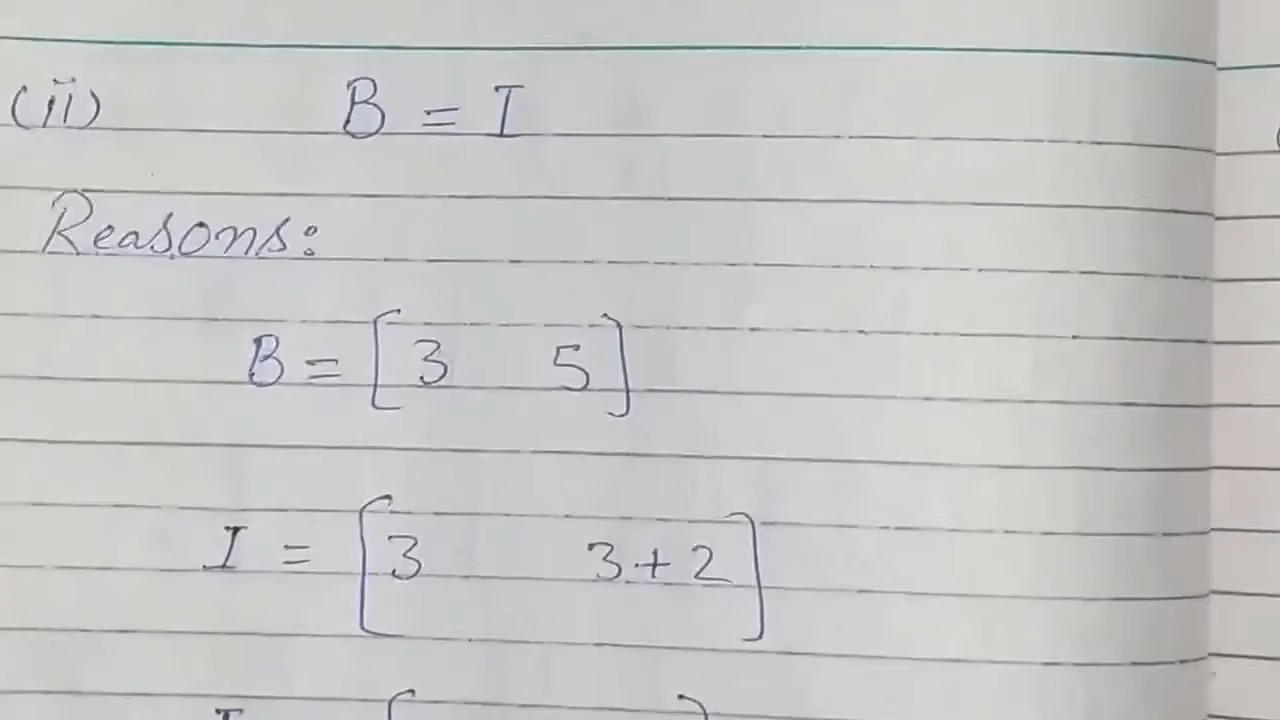 (ii) B = I
Reasons:
B = [ 3 5 ]
I = [ 3 3+2 ]